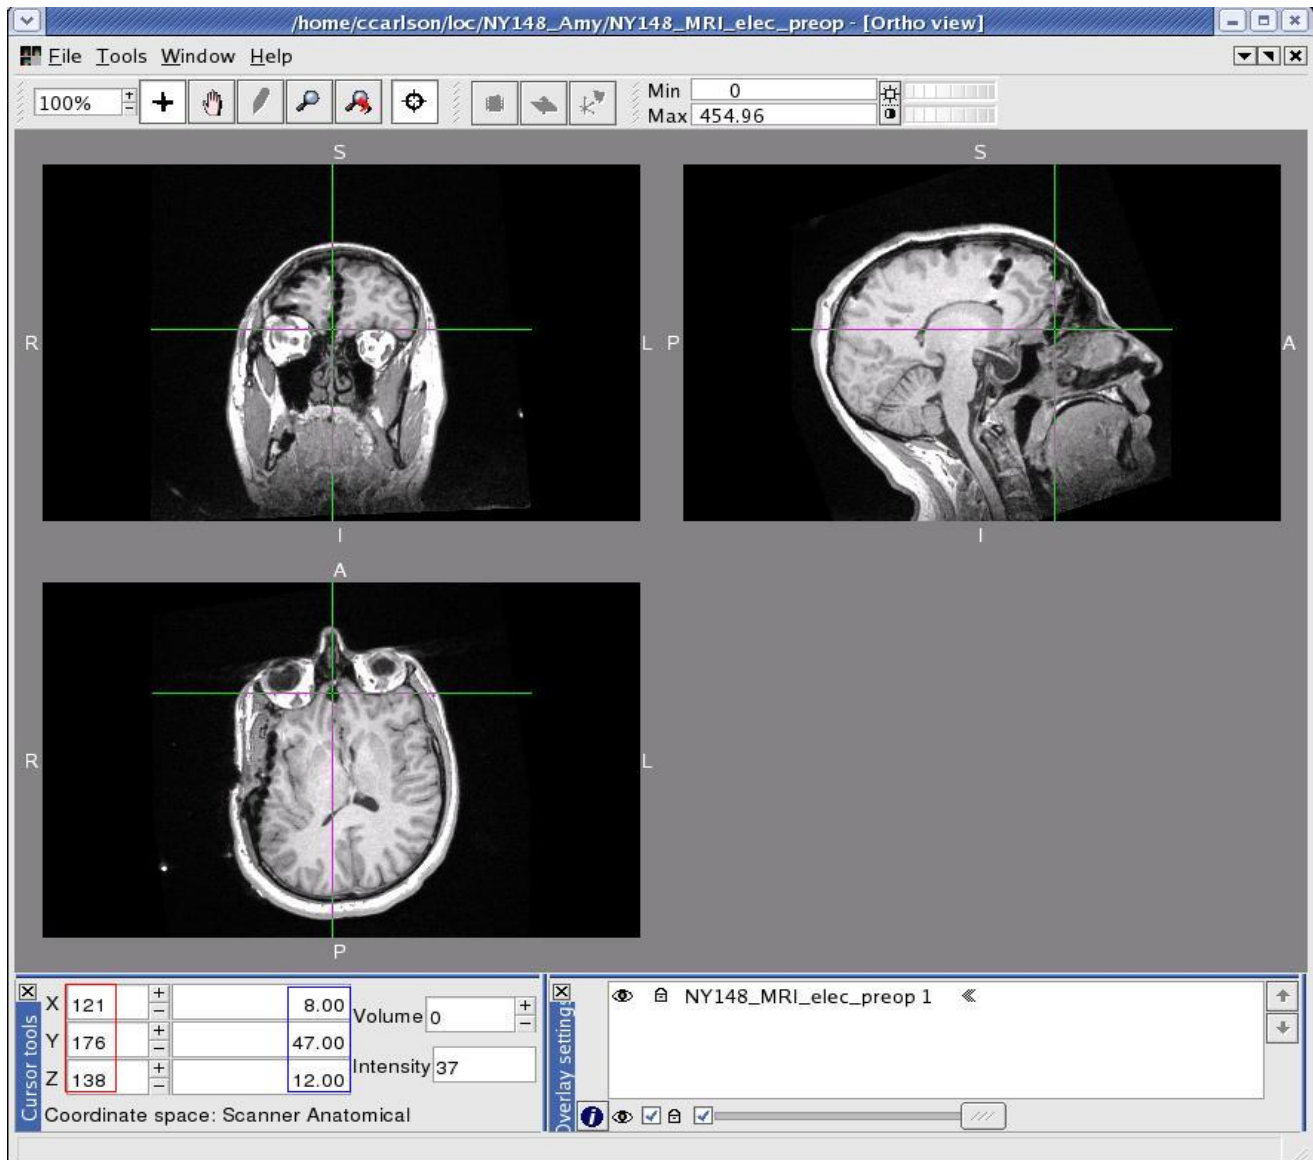 /home/ccarlson/loc/NY148_Amy/NY148_MRI_elec_preop - [Ortho view]
File Tools Window Help
100%
Min 0
Max 454.96
S
R
L
I
S
P
A
I
A
R
L
P
Cursor tools
X 121 8.00
Y 176 47.00
Z 138 12.00
Volume 0
Intensity 37
Coordinate space: Scanner Anatomical
Overlay settings
NY148_MRI_elec_preop 1